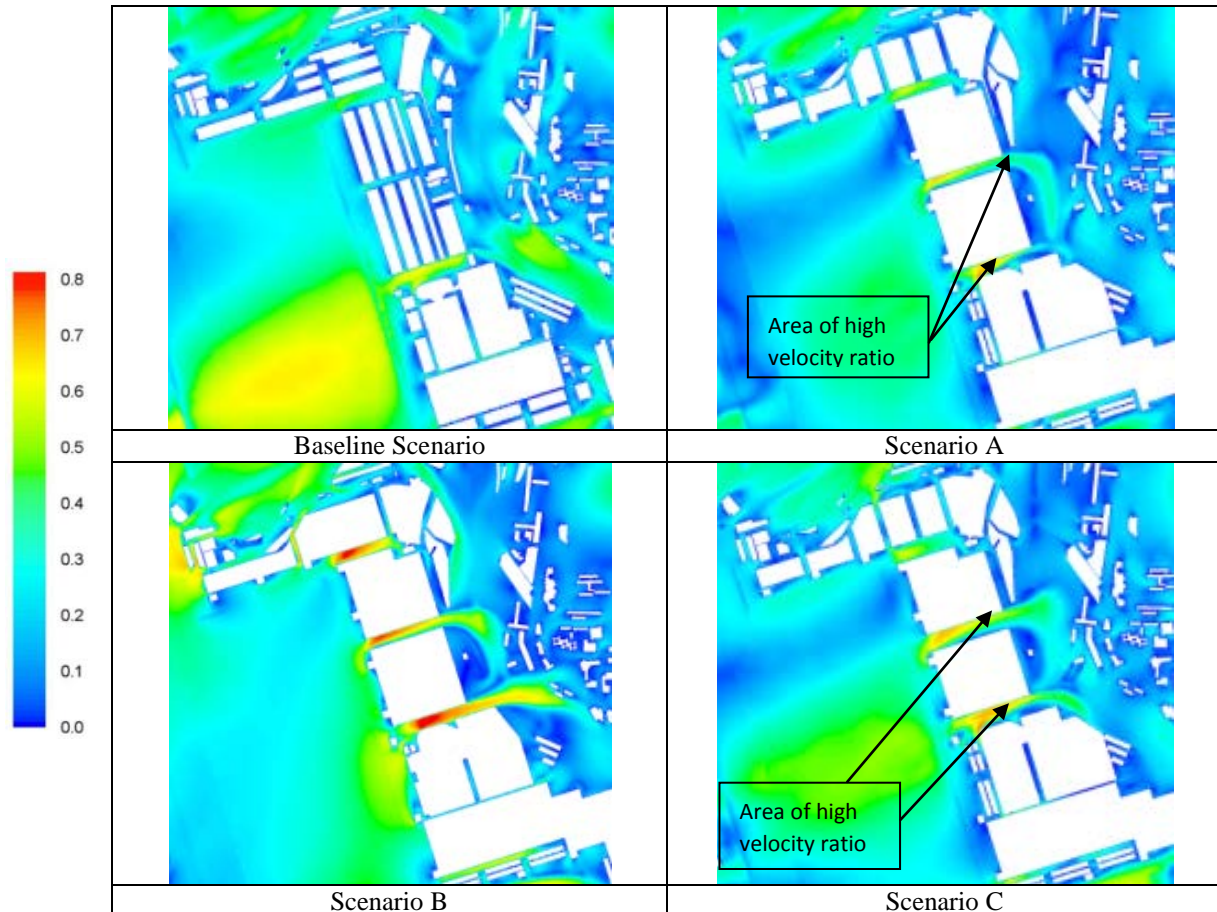 0.8
0.7
0.6
0.5
0.4
0.3
0.2
0.1
0.0
Area of high
velocity ratio
Baseline Scenario
Scenario A
Area of high
velocity ratio
Scenario B
Scenario C